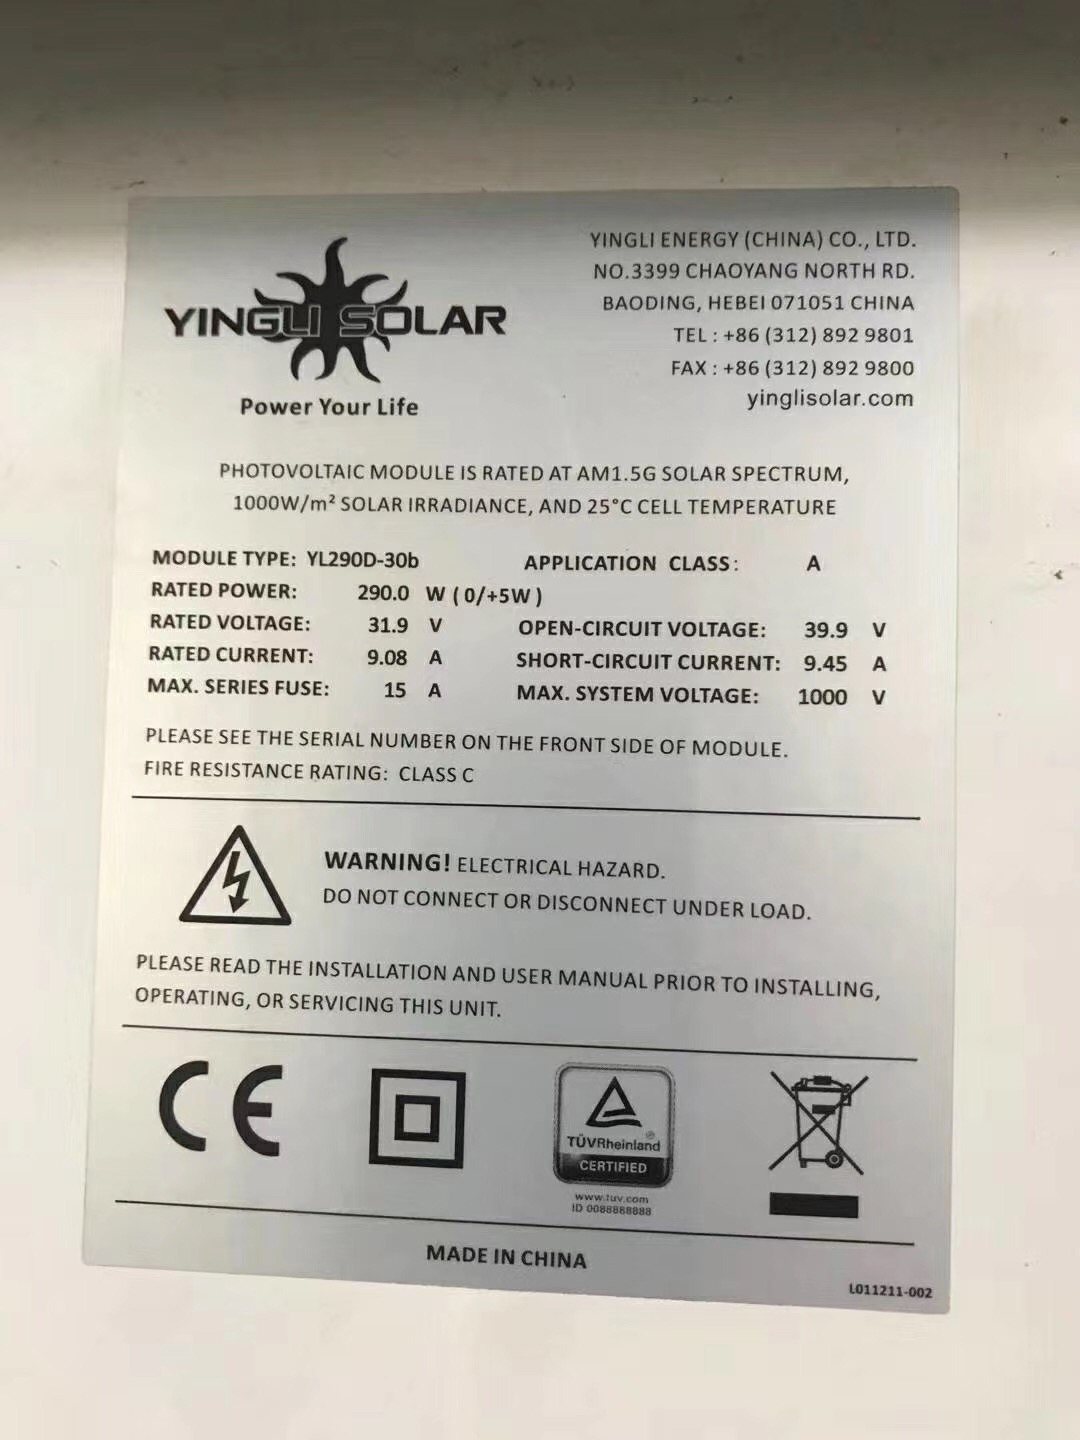 YINGLI SOLAR
Power Your Life
YINGLI ENERGY (CHINA) CO., LTD.
NO.3399 CHAOYANG NORTH RD.
BAODING, HEBEI 071051 CHINA
TEL : +86 (312) 892 9801
FAX : +86 (312) 892 9800
yinglisolar.com
PHOTOVOLTAIC MODULE IS RATED AT AM1.5G SOLAR SPECTRUM,
1000W/m² SOLAR IRRADIANCE, AND 25°C CELL TEMPERATURE
MODULE TYPE: YL290D-30b APPLICATION CLASS: A
RATED POWER: 290.0 W ( 0/+5W )
RATED VOLTAGE: 31.9 V OPEN-CIRCUIT VOLTAGE: 39.9 V
RATED CURRENT: 9.08 A SHORT-CIRCUIT CURRENT: 9.45 A
MAX. SERIES FUSE: 15 A MAX. SYSTEM VOLTAGE: 1000 V
PLEASE SEE THE SERIAL NUMBER ON THE FRONT SIDE OF MODULE.
FIRE RESISTANCE RATING: CLASS C
WARNING! ELECTRICAL HAZARD.
DO NOT CONNECT OR DISCONNECT UNDER LOAD.
PLEASE READ THE INSTALLATION AND USER MANUAL PRIOR TO INSTALLING,
OPERATING, OR SERVICING THIS UNIT.
CE
TÜVRheinland®
CERTIFIED
www.tuv.com
ID 0088888888
MADE IN CHINA
L011211-002